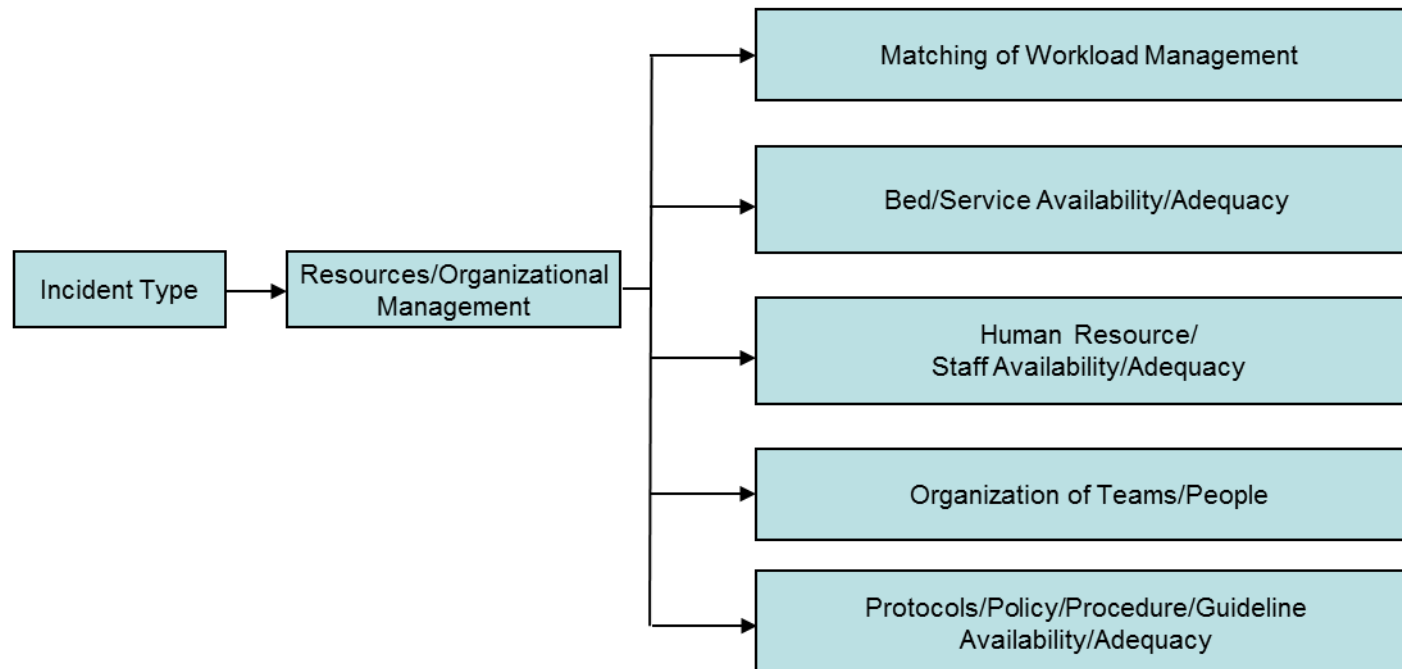 Matching of Workload Management
Bed/Service Availability/Adequacy
Incident Type
Resources/Organizational
Management
Human Resource/
Staff Availability/Adequacy
Organization of Teams/People
Protocols/Policy/Procedure/Guideline
Availability/Adequacy